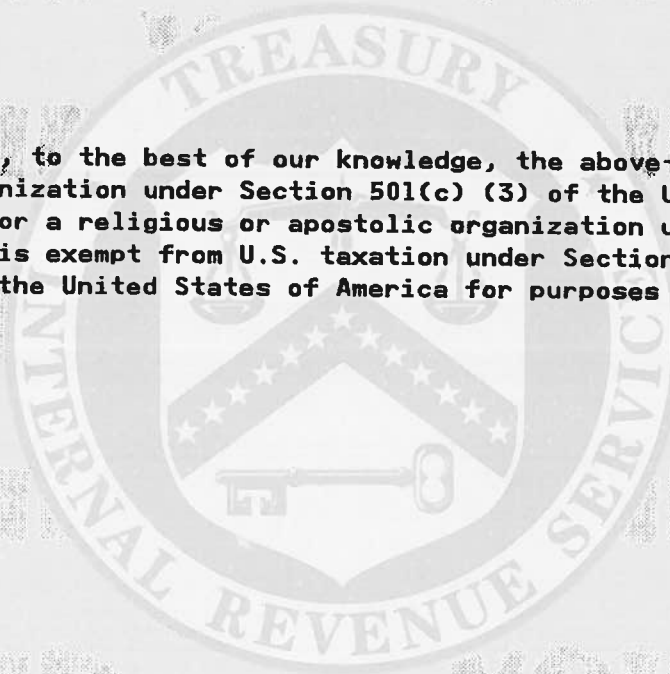 TREASURY
, to the best of our knowledge, the above-
nization under Section 501(c) (3) of the U
or a religious or apostolic organization u
is exempt from U.S. taxation under Section
the United States of America for purposes
INTERNAL REVENUE SERVICE